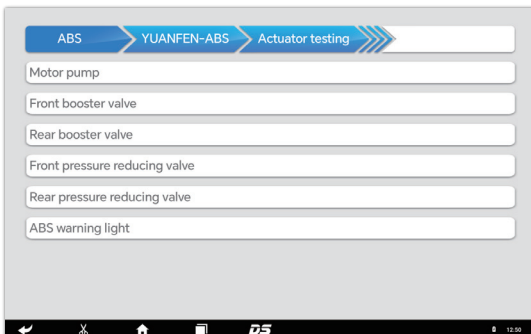 ABS YUANFEN-ABS Actuator testing
Motor pump
Front booster valve
Rear booster valve
Front pressure reducing valve
Rear pressure reducing valve
ABS warning light
DS 12:50